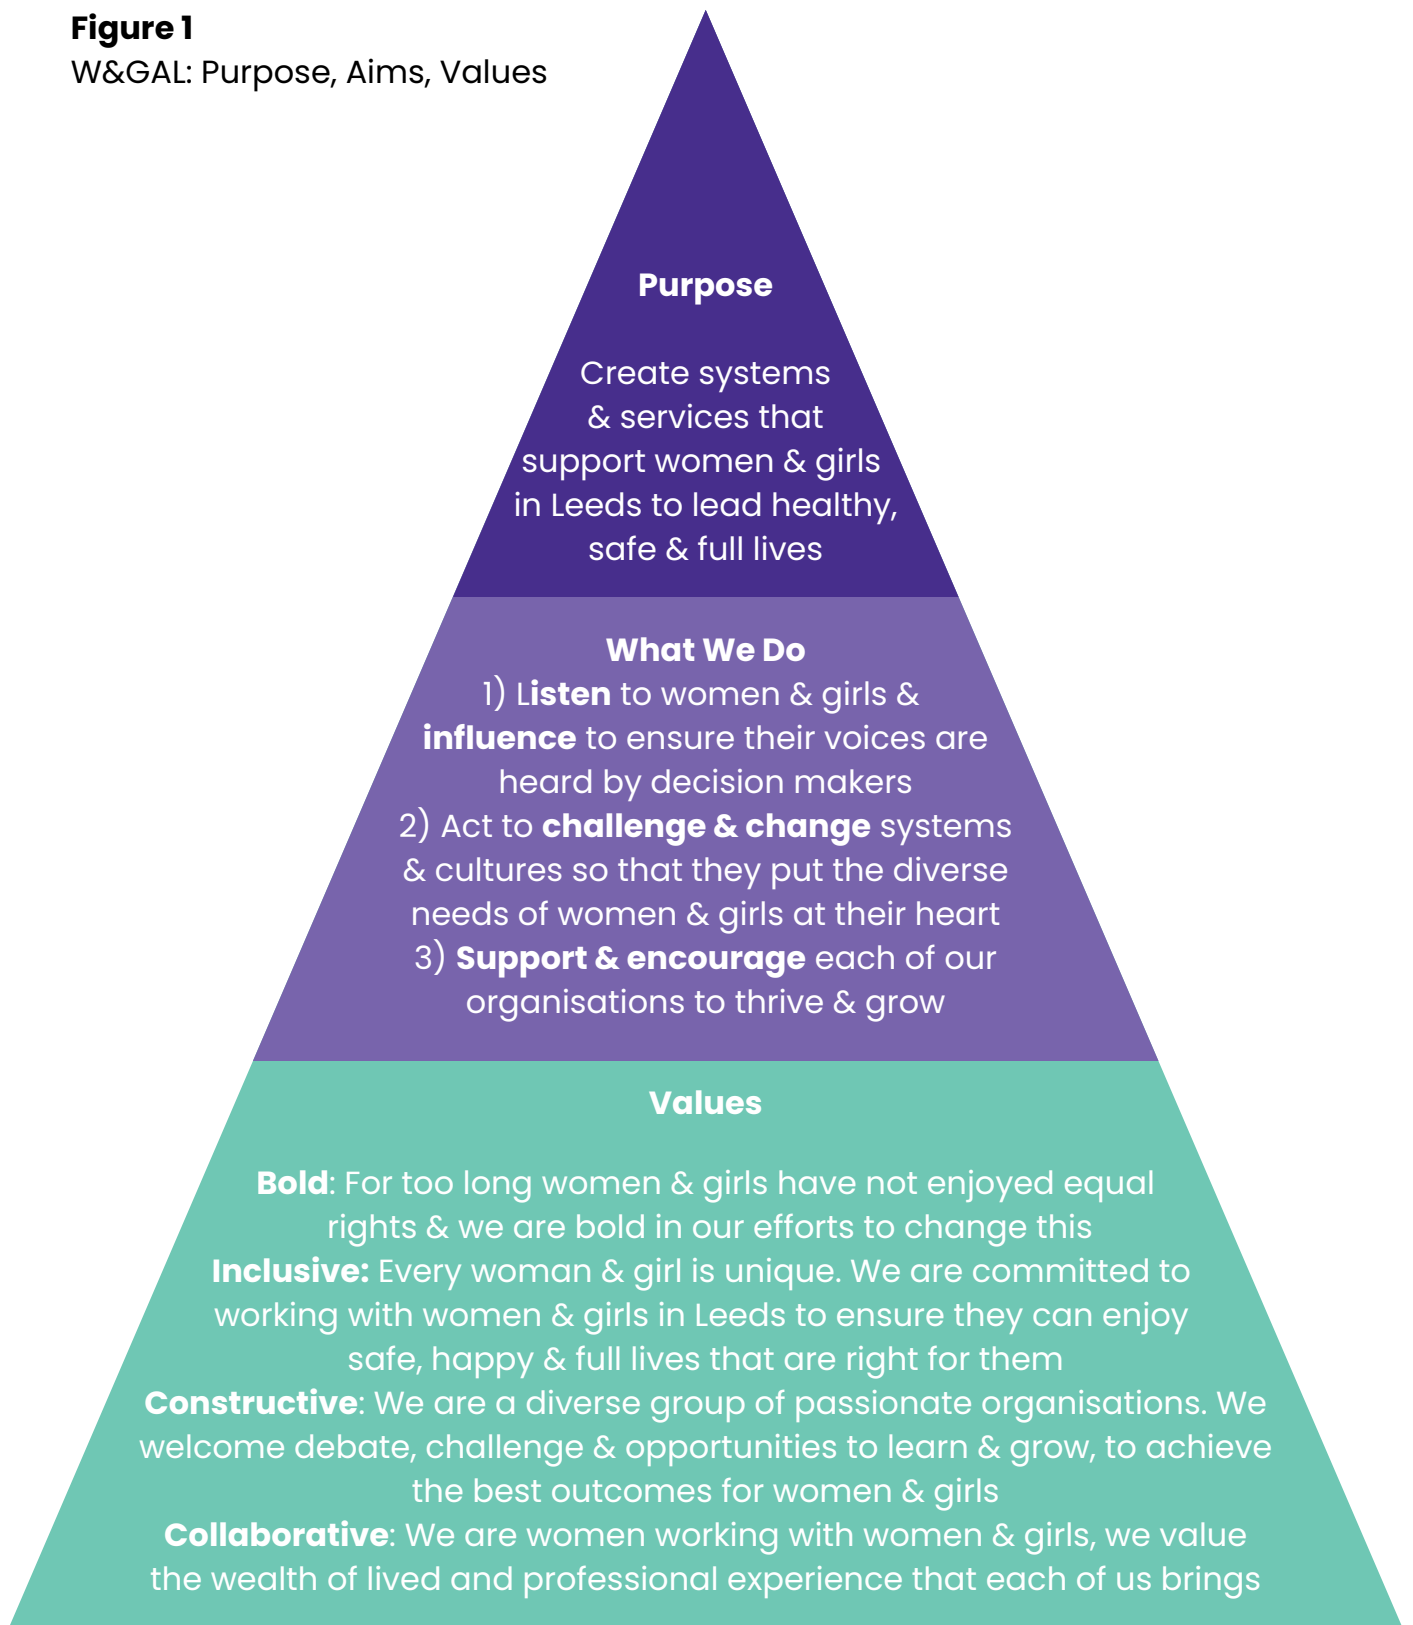 Figure 1
W&GAL: Purpose, Aims, Values
Purpose
Create systems
& services that
support women & girls
in Leeds to lead healthy,
safe & full lives
What We Do
1) Listen to women & girls &
influence to ensure their voices are
heard by decision makers
2) Act to challenge & change systems
& cultures so that they put the diverse
needs of women & girls at their heart
3) Support & encourage each of our
organisations to thrive & grow
Values
Bold: For too long women & girls have not enjoyed equal
rights & we are bold in our efforts to change this
Inclusive: Every woman & girl is unique. We are committed to
working with women & girls in Leeds to ensure they can enjoy
safe, happy & full lives that are right for them
Constructive: We are a diverse group of passionate organisations. We
welcome debate, challenge & opportunities to learn & grow, to achieve
the best outcomes for women & girls
Collaborative: We are women working with women & girls, we value
the wealth of lived and professional experience that each of us brings